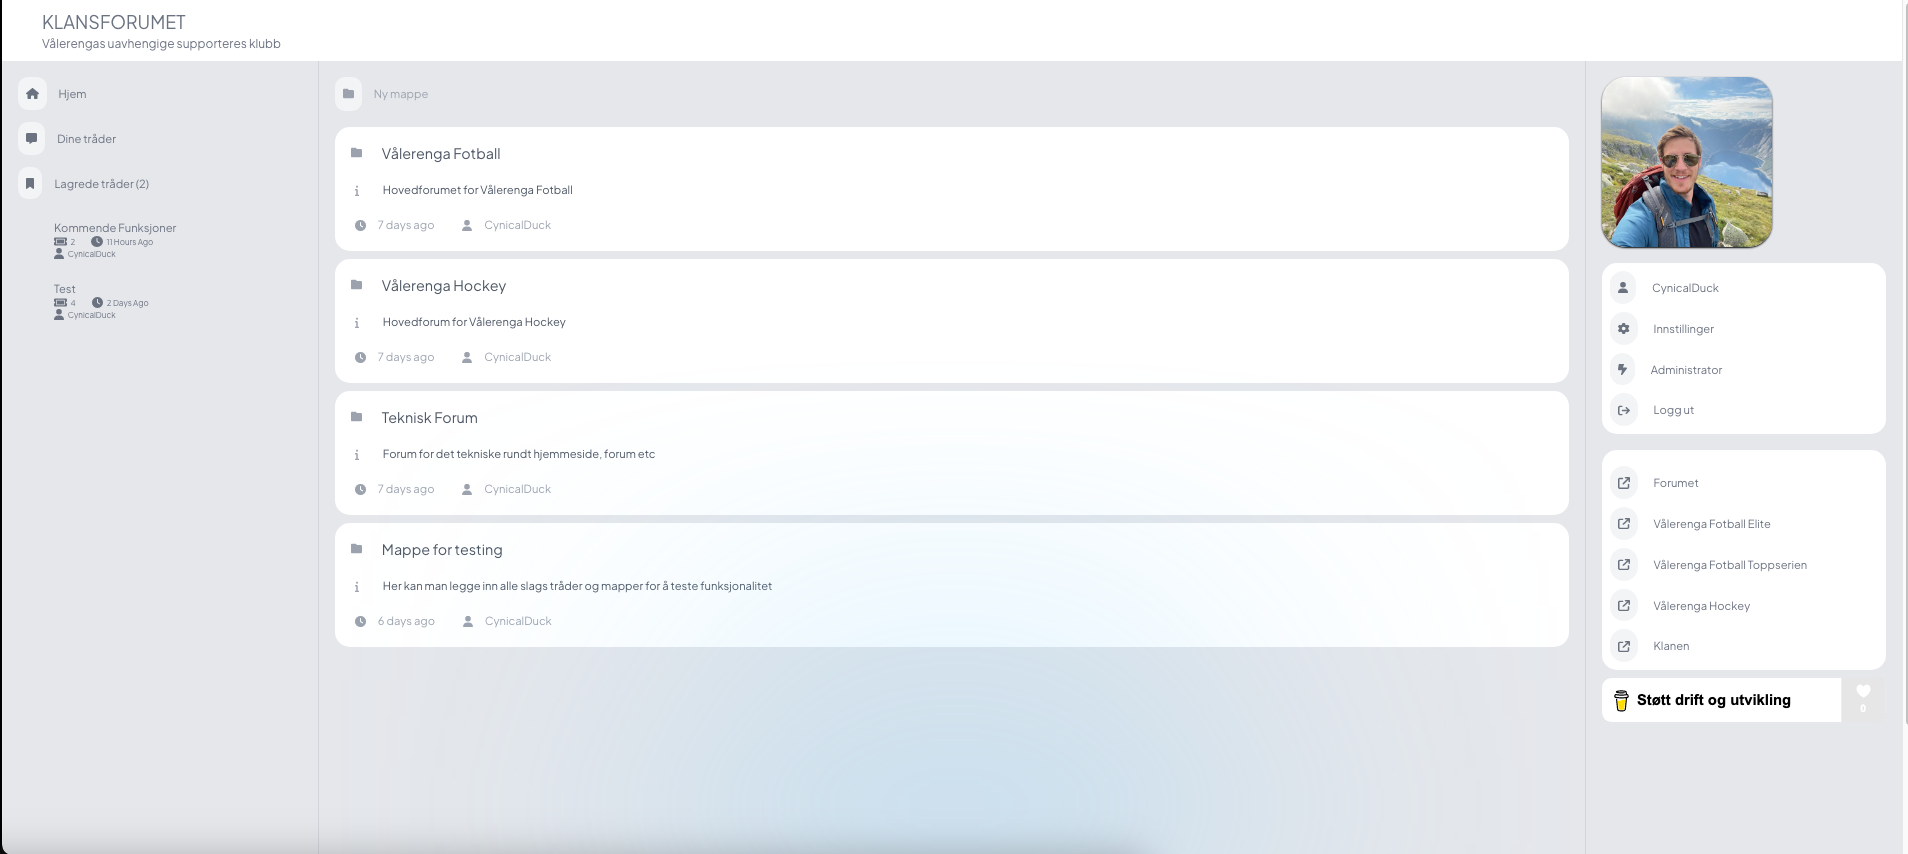 KLANSFORUMET
Vålerengas uavhengige supporteres klubb
Hjem
Dine tråder
Lagrede tråder (2)
Kommende Funksjoner
2 11 Hours Ago
CynicalDuck
Test
4 2 Days Ago
CynicalDuck
Ny mappe
Vålerenga Fotball
Hovedforumet for Vålerenga Fotball
7 days ago CynicalDuck
Vålerenga Hockey
Hovedforum for Vålerenga Hockey
7 days ago CynicalDuck
Teknisk Forum
Forum for det tekniske rundt hjemmeside, forum etc
7 days ago CynicalDuck
Mappe for testing
Her kan man legge inn alle slags tråder og mapper for å teste funksjonalitet
6 days ago CynicalDuck
CynicalDuck
Innstillinger
Administrator
Logg ut
Forumet
Vålerenga Fotball Elite
Vålerenga Fotball Toppserien
Vålerenga Hockey
Klanen
Støtt drift og utvikling
0